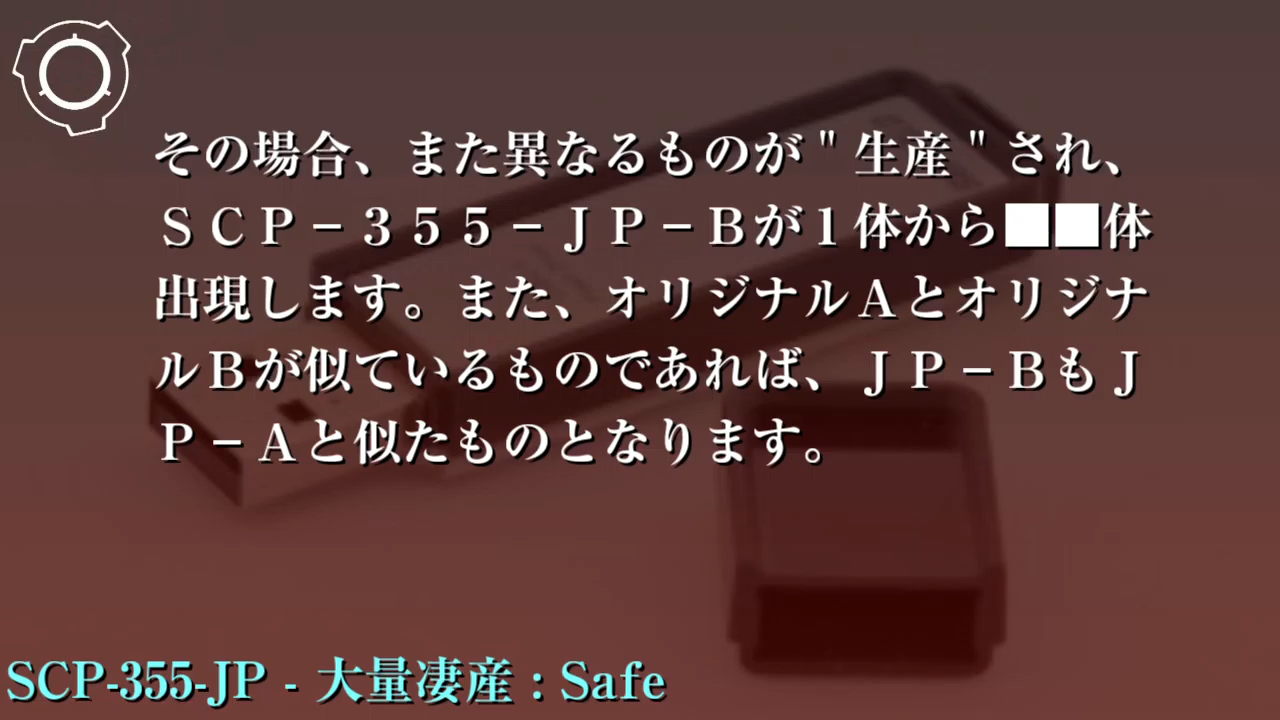 その場合、また異なるものが＂生産＂され、
ＳＣＰ－３５５－ＪＰ－Ｂが１体から██体
出現します。また、オリジナルＡとオリジナ
ルＢが似ているものであれば、ＪＰ－ＢもＪ
Ｐ－Ａと似たものとなります。
SCP-355-JP - 大量凄産 : Safe